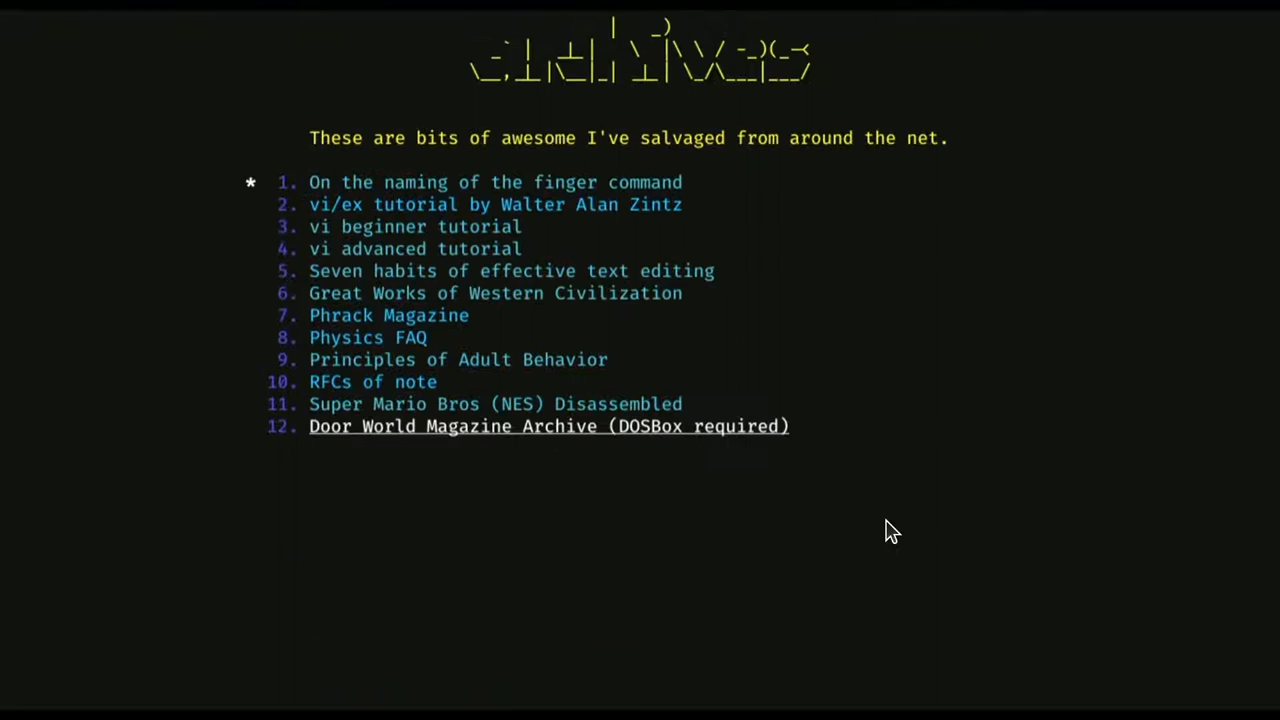 archives
These are bits of awesome I've salvaged from around the net.
* 1. On the naming of the finger command
2. vi/ex tutorial by Walter Alan Zintz
3. vi beginner tutorial
4. vi advanced tutorial
5. Seven habits of effective text editing
6. Great Works of Western Civilization
7. Phrack Magazine
8. Physics FAQ
9. Principles of Adult Behavior
10. RFCs of note
11. Super Mario Bros (NES) Disassembled
12. Door World Magazine Archive (DOSBox required)